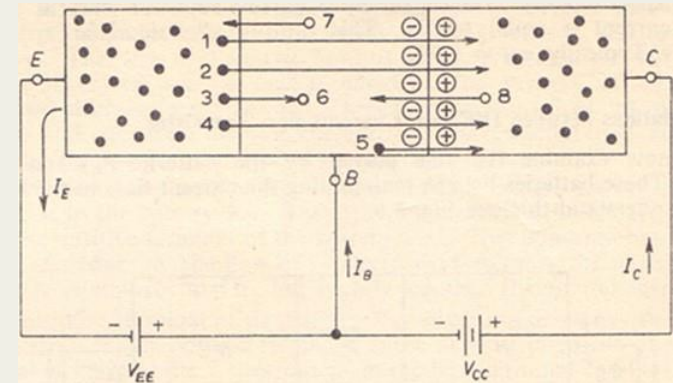 7
1
2
3 6
4
5
8
⊖ ⊕
⊖ ⊕
⊖ ⊕
⊖ ⊕
⊖ ⊕
E
C
B
I_E
I_B
I_C
- +
V_EE
- +
V_CC